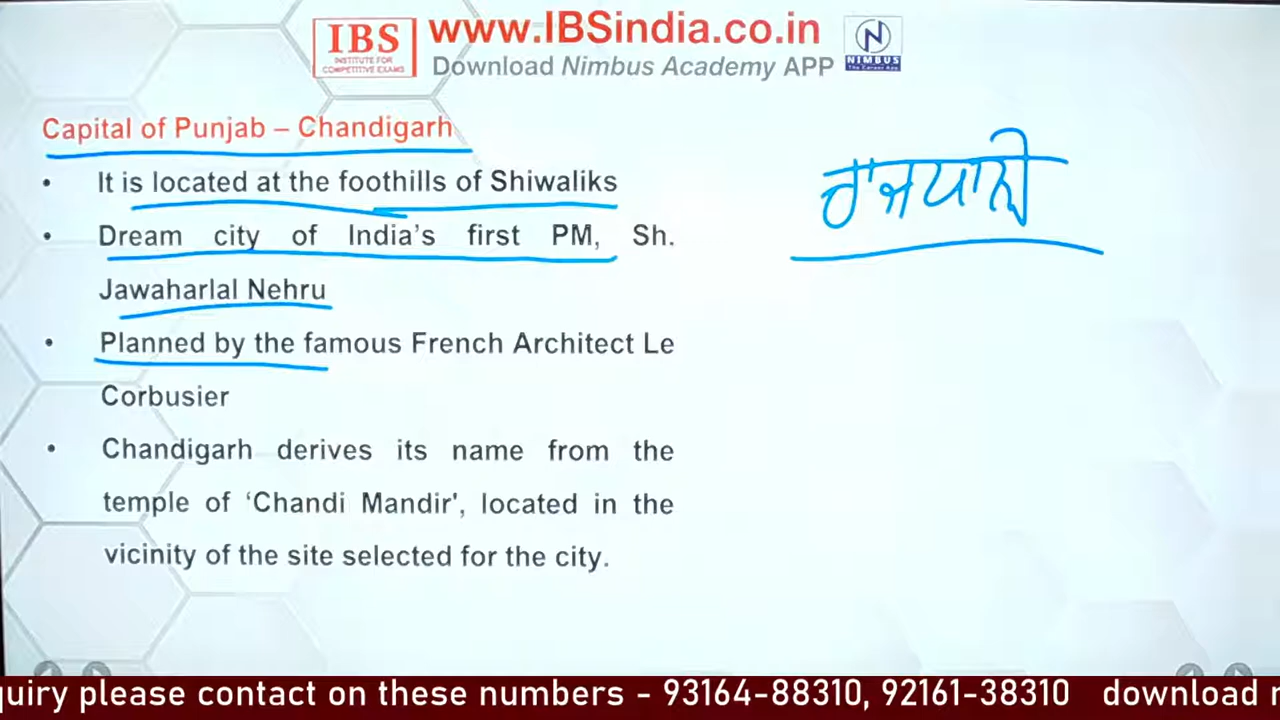 IBS
INSTITUTE FOR
COMPETITIVE EXAMS
www.IBSindia.co.in
Download Nimbus Academy APP
N
NIMBUS
The Career App
Capital of Punjab – Chandigarh
• It is located at the foothills of Shiwaliks
• Dream city of India’s first PM, Sh.
Jawaharlal Nehru
• Planned by the famous French Architect Le
Corbusier
• Chandigarh derives its name from the
temple of ‘Chandi Mandir', located in the
vicinity of the site selected for the city.
ਰਾਜਧਾਨੀ
quiry please contact on these numbers - 93164-88310, 92161-38310 download